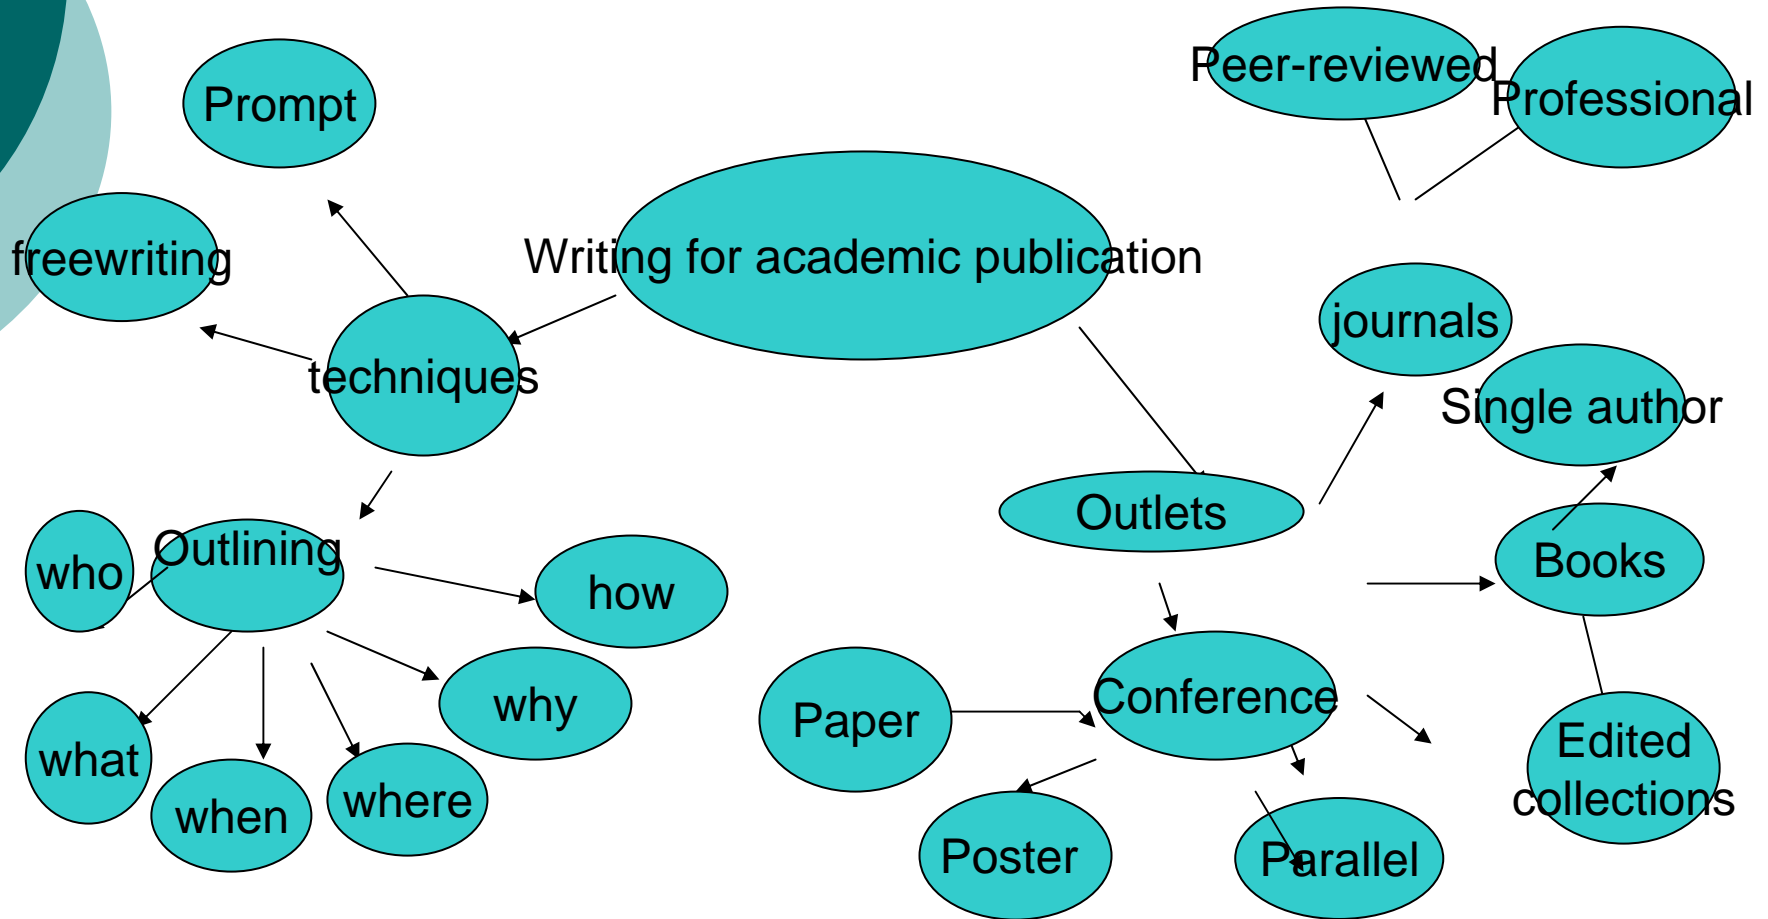 Peer-reviewed
Professional
Prompt
Writing for academic publication
freewriting
journals
techniques
Single author
Outlets
Outlining
Books
who
how
Conference
why
Paper
Edited
collections
what
where
when
Poster
Parallel